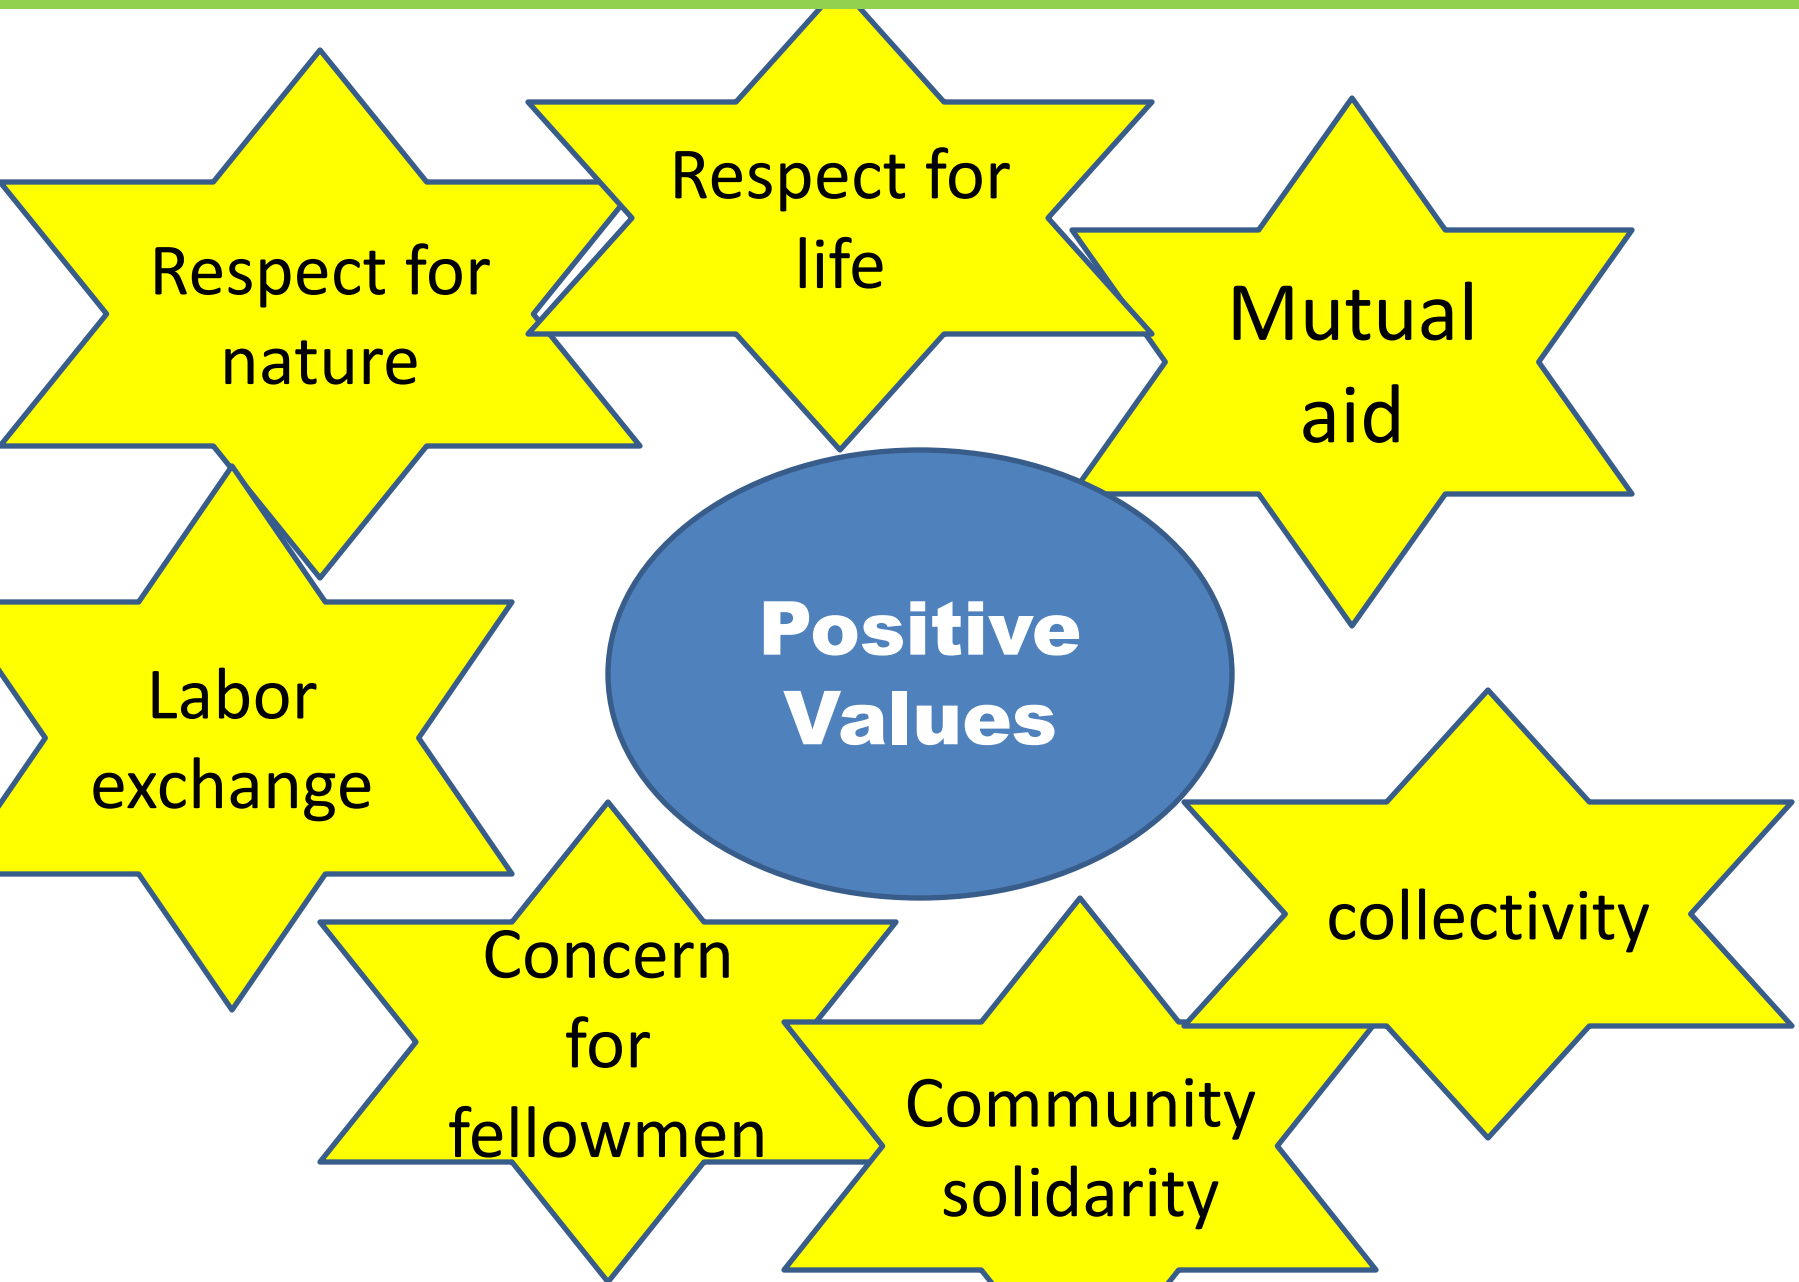 Respect for
nature
Respect for
life
Mutual
aid
Positive
Values
Labor
exchange
collectivity
Concern
for
fellowmen
Community
solidarity